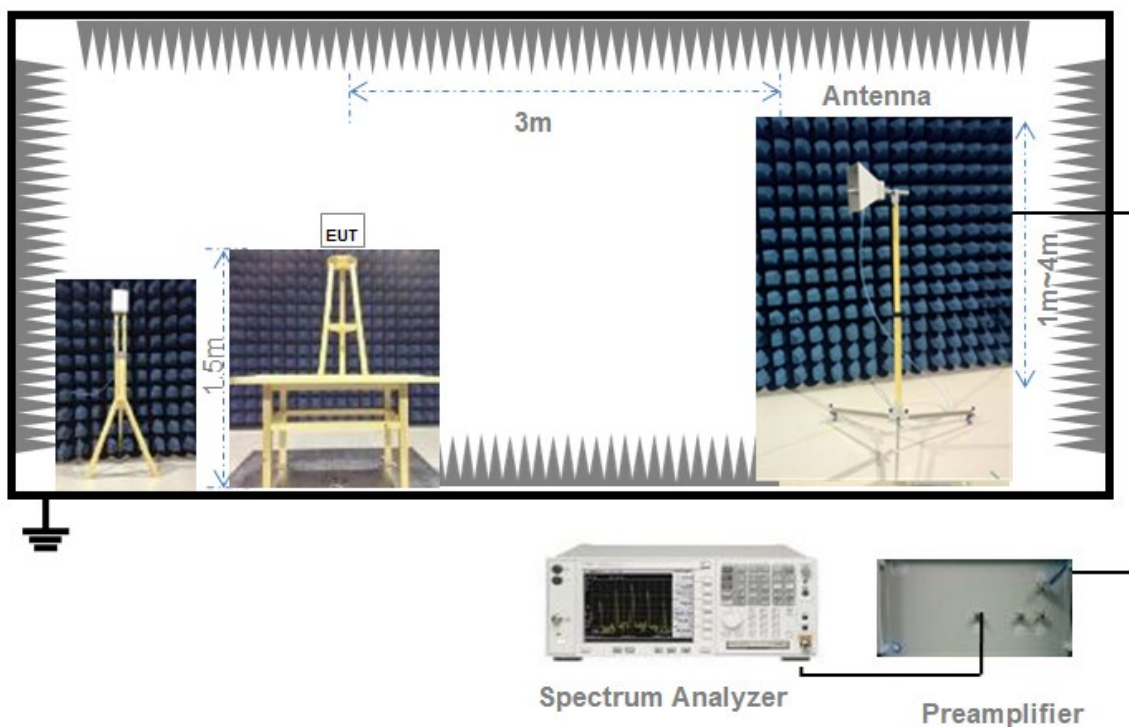 3m
Antenna
EUT
1.5m
1m~4m
Spectrum Analyzer
Preamplifier